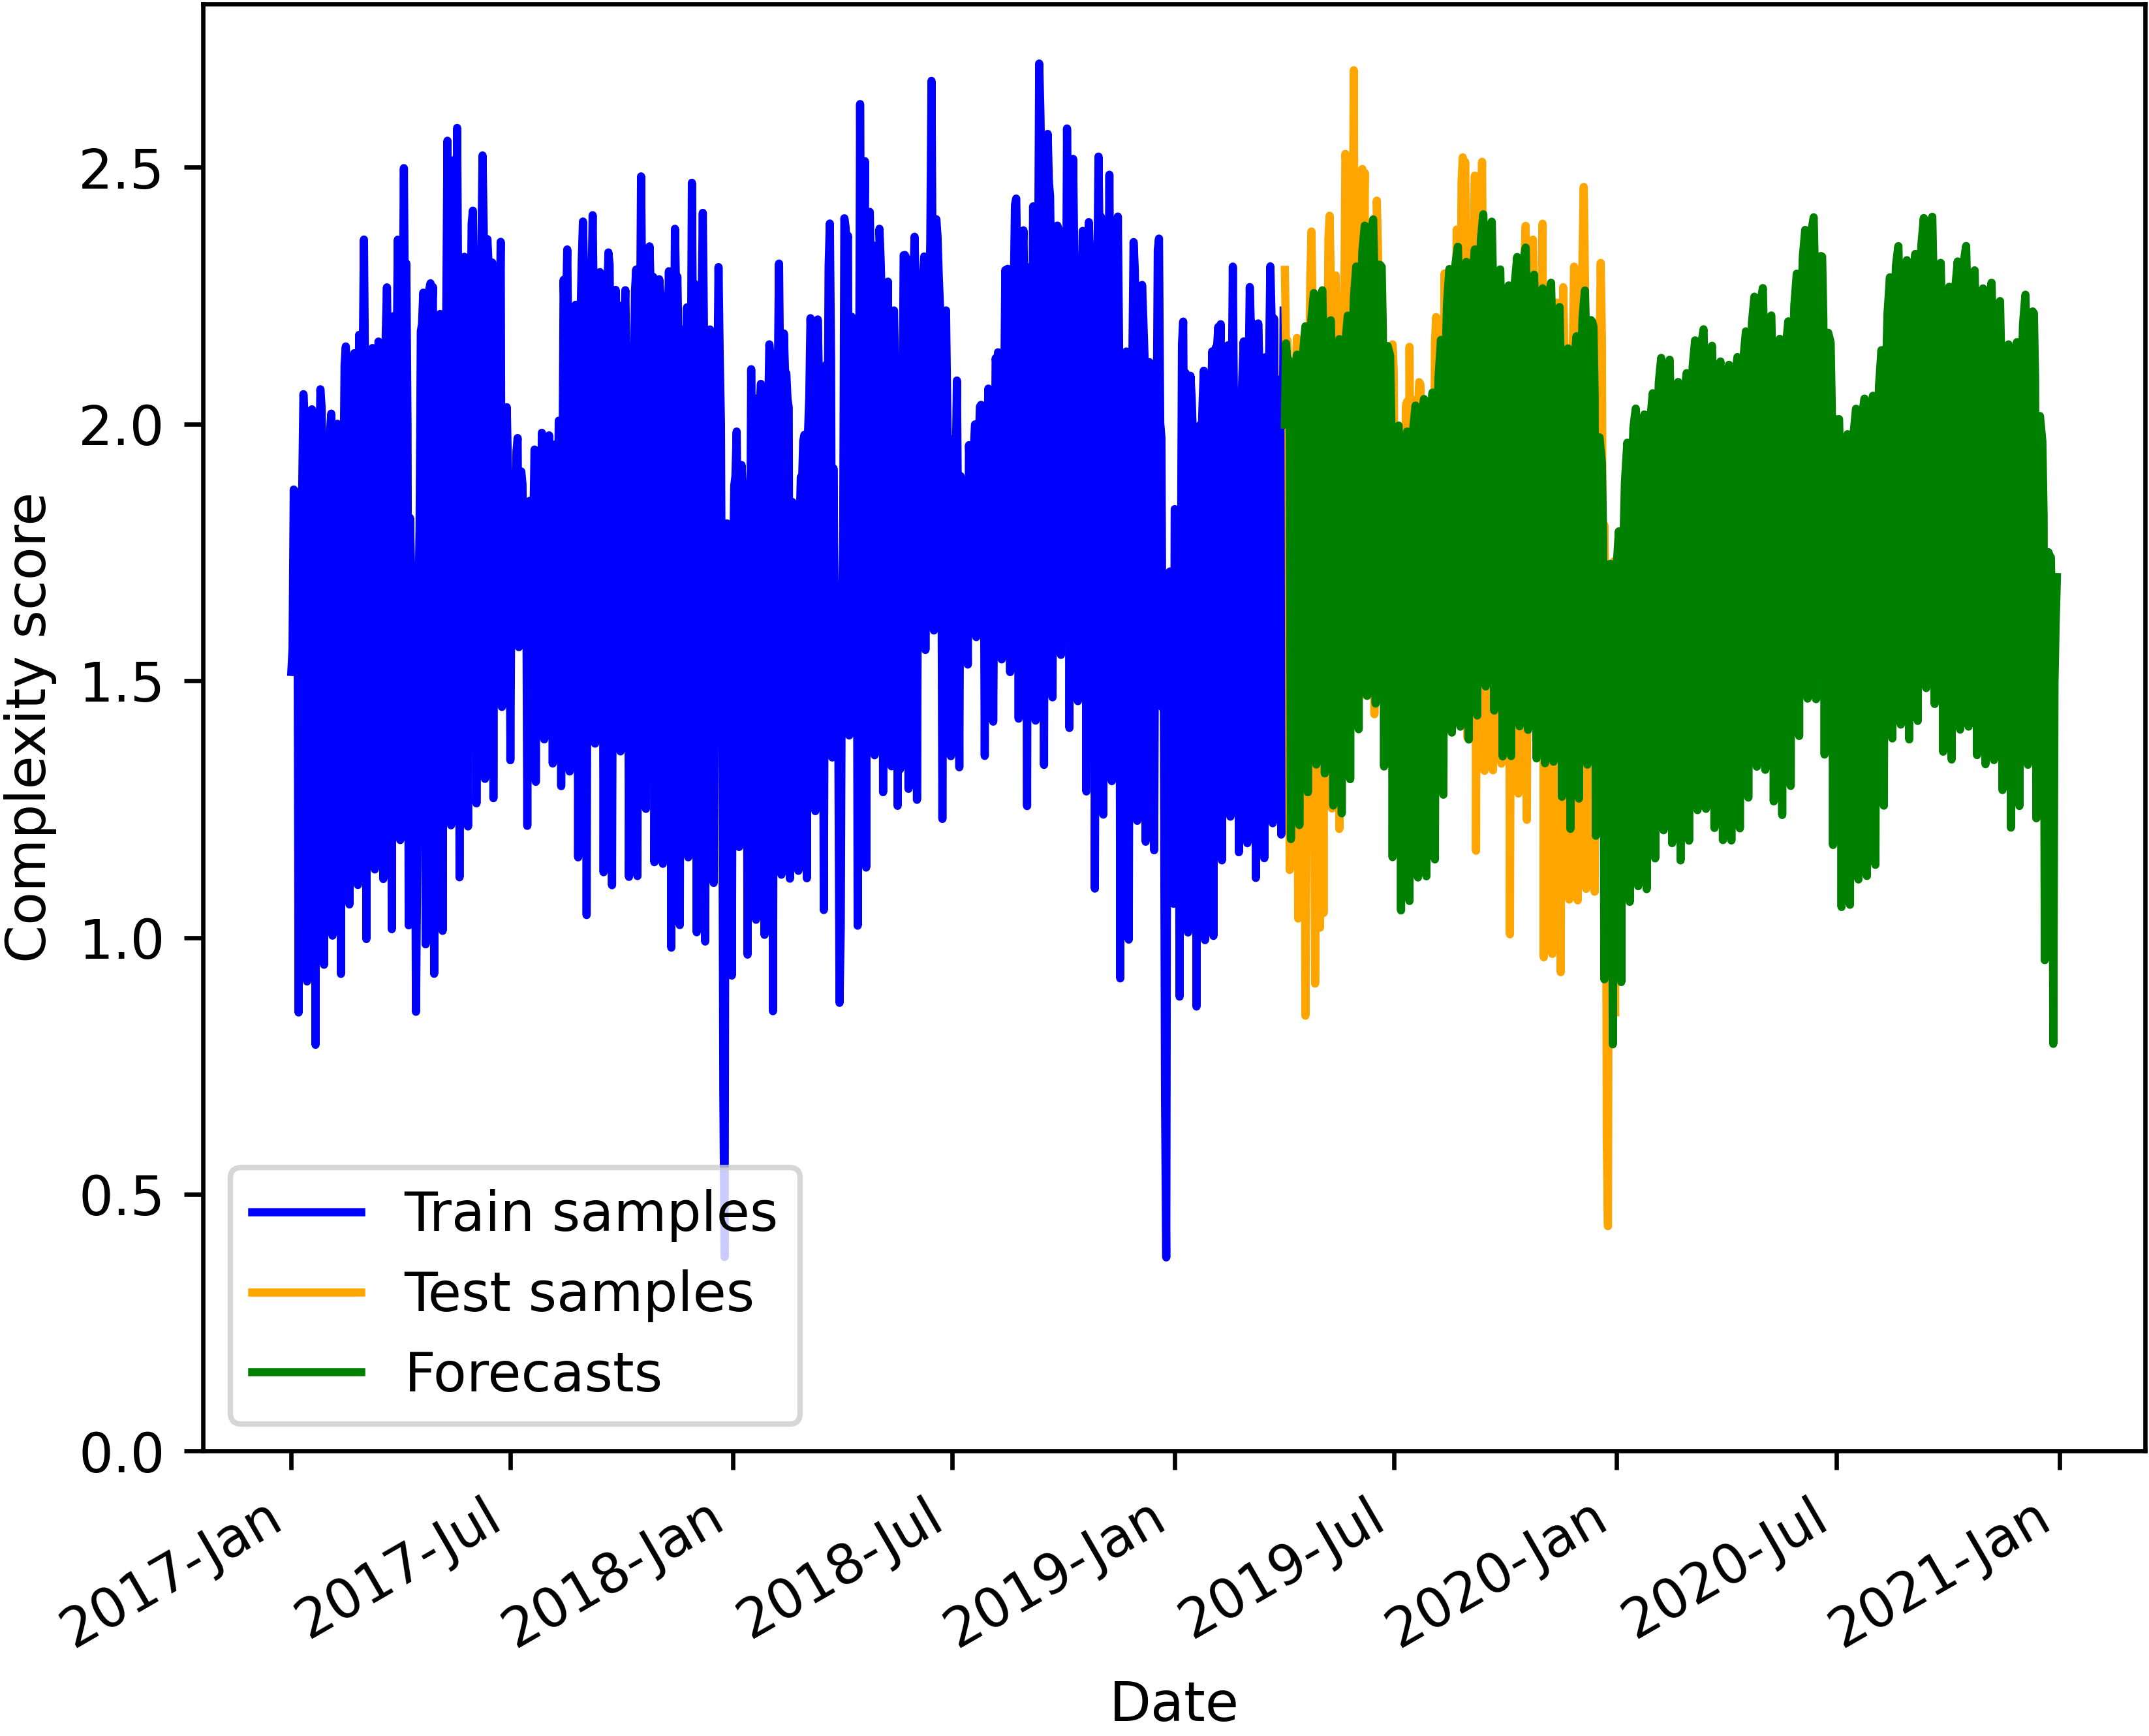 2.5
2.0
1.5
1.0
0.5
0.0
Complexity score
Train samples
Test samples
Forecasts
2017-Jan
2017-Jul
2018-Jan
2018-Jul
2019-Jan
2019-Jul
2020-Jan
2020-Jul
2021-Jan
Date